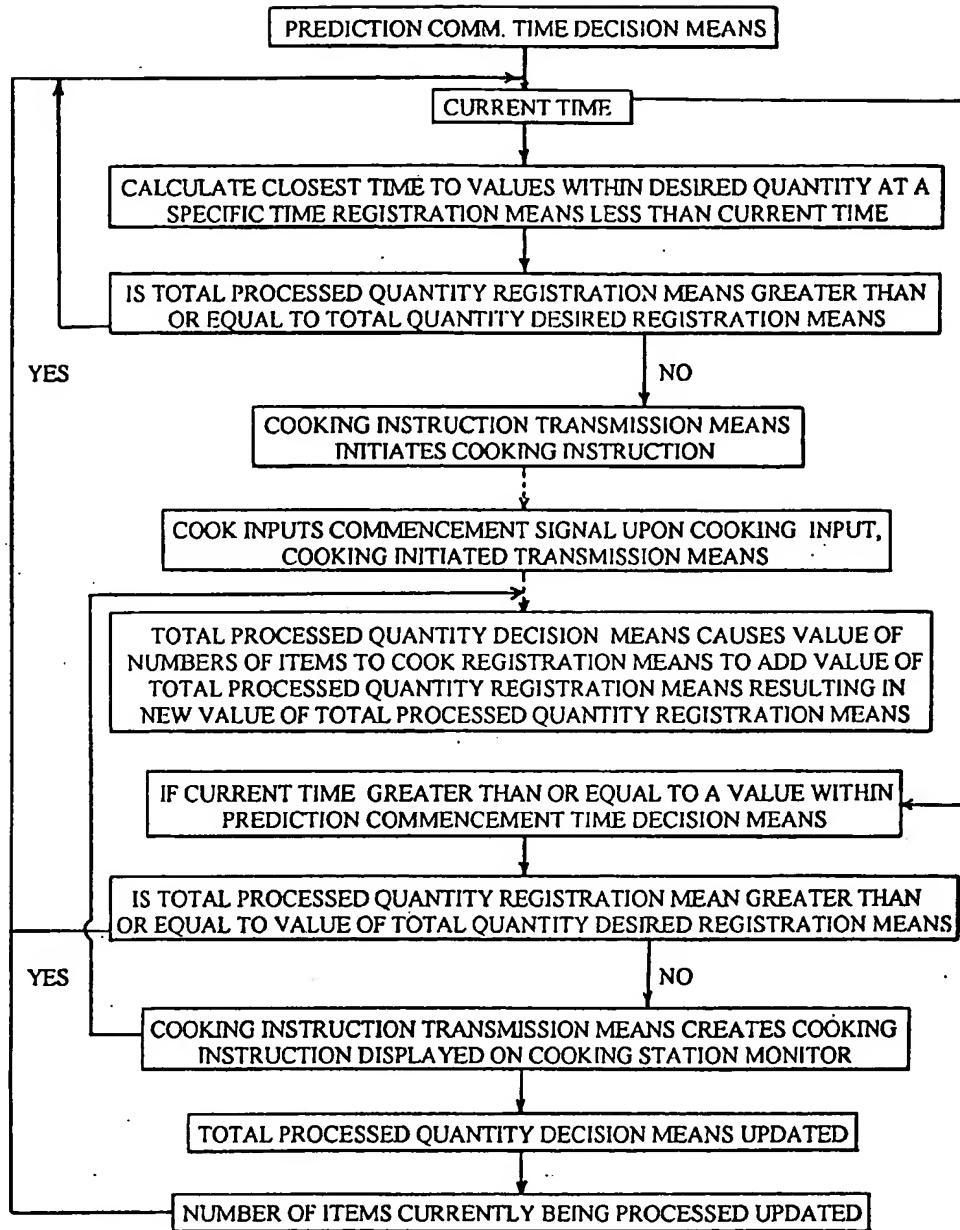 PREDICTION COMM. TIME DECISION MEANS
CURRENT TIME
CALCULATE CLOSEST TIME TO VALUES WITHIN DESIRED QUANTITY AT A
SPECIFIC TIME REGISTRATION MEANS LESS THAN CURRENT TIME
IS TOTAL PROCESSED QUANTITY REGISTRATION MEANS GREATER THAN
OR EQUAL TO TOTAL QUANTITY DESIRED REGISTRATION MEANS
YES
NO
COOKING INSTRUCTION TRANSMISSION MEANS
INITIATES COOKING INSTRUCTION
COOK INPUTS COMMENCEMENT SIGNAL UPON COOKING INPUT,
COOKING INITIATED TRANSMISSION MEANS
TOTAL PROCESSED QUANTITY DECISION MEANS CAUSES VALUE OF
NUMBERS OF ITEMS TO COOK REGISTRATION MEANS TO ADD VALUE OF
TOTAL PROCESSED QUANTITY REGISTRATION MEANS RESULTING IN
NEW VALUE OF TOTAL PROCESSED QUANTITY REGISTRATION MEANS
IF CURRENT TIME GREATER THAN OR EQUAL TO A VALUE WITHIN
PREDICTION COMMENCEMENT TIME DECISION MEANS
IS TOTAL PROCESSED QUANTITY REGISTRATION MEAN GREATER THAN
OR EQUAL TO VALUE OF TOTAL QUANTITY DESIRED REGISTRATION MEANS
YES
NO
COOKING INSTRUCTION TRANSMISSION MEANS CREATES COOKING
INSTRUCTION DISPLAYED ON COOKING STATION MONITOR
TOTAL PROCESSED QUANTITY DECISION MEANS UPDATED
NUMBER OF ITEMS CURRENTLY BEING PROCESSED UPDATED